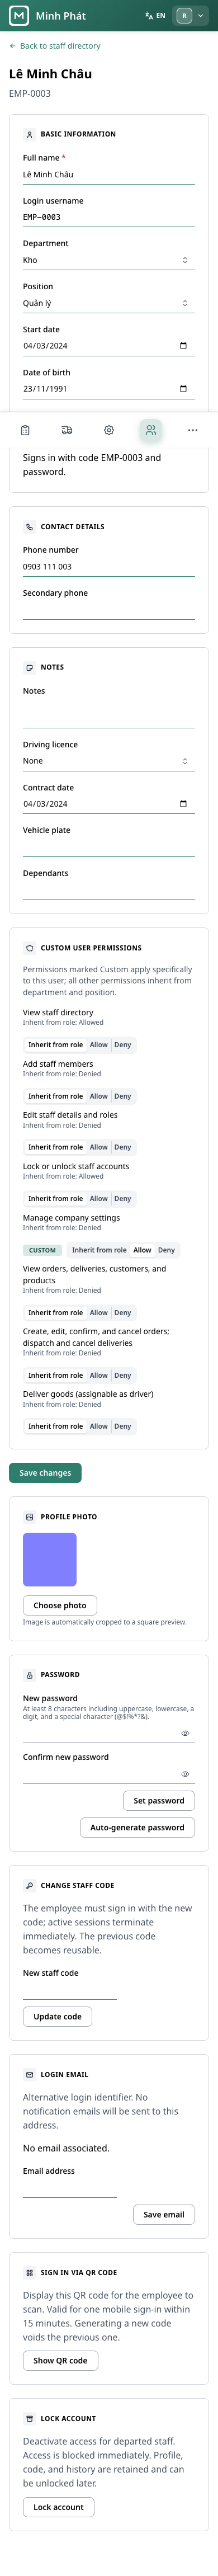 Minh Phát
EN
R
Back to staff directory
Lê Minh Châu
EMP-0003
BASIC INFORMATION
Full name *
Lê Minh Châu
Login username
EMP-0003
Department
Kho
Position
Quản lý
Start date
04/03/2024
Date of birth
23/11/1991
Signs in with code EMP-0003 and
password.
CONTACT DETAILS
Phone number
0903 111 003
Secondary phone
NOTES
Notes
Driving licence
None
Contract date
04/03/2024
Vehicle plate
Dependants
CUSTOM USER PERMISSIONS
Permissions marked Custom apply specifically
to this user; all other permissions inherit from
department and position.
View staff directory
Inherit from role: Allowed
Inherit from role Allow Deny
Add staff members
Inherit from role: Denied
Inherit from role Allow Deny
Edit staff details and roles
Inherit from role: Denied
Inherit from role Allow Deny
Lock or unlock staff accounts
Inherit from role: Allowed
Inherit from role Allow Deny
Manage company settings
Inherit from role: Denied
CUSTOM Inherit from role Allow Deny
View orders, deliveries, customers, and
products
Inherit from role: Denied
Inherit from role Allow Deny
Create, edit, confirm, and cancel orders;
dispatch and cancel deliveries
Inherit from role: Denied
Inherit from role Allow Deny
Deliver goods (assignable as driver)
Inherit from role: Denied
Inherit from role Allow Deny
Save changes
PROFILE PHOTO
Choose photo
Image is automatically cropped to a square preview.
PASSWORD
New password
At least 8 characters including uppercase, lowercase, a
digit, and a special character (@$!%*?&).
Confirm new password
Set password
Auto-generate password
CHANGE STAFF CODE
The employee must sign in with the new
code; active sessions terminate
immediately. The previous code
becomes reusable.
New staff code
Update code
LOGIN EMAIL
Alternative login identifier. No
notification emails will be sent to this
address.
No email associated.
Email address
Save email
SIGN IN VIA QR CODE
Display this QR code for the employee to
scan. Valid for one mobile sign-in within
15 minutes. Generating a new code
voids the previous one.
Show QR code
LOCK ACCOUNT
Deactivate access for departed staff.
Access is blocked immediately. Profile,
code, and history are retained and can
be unlocked later.
Lock account